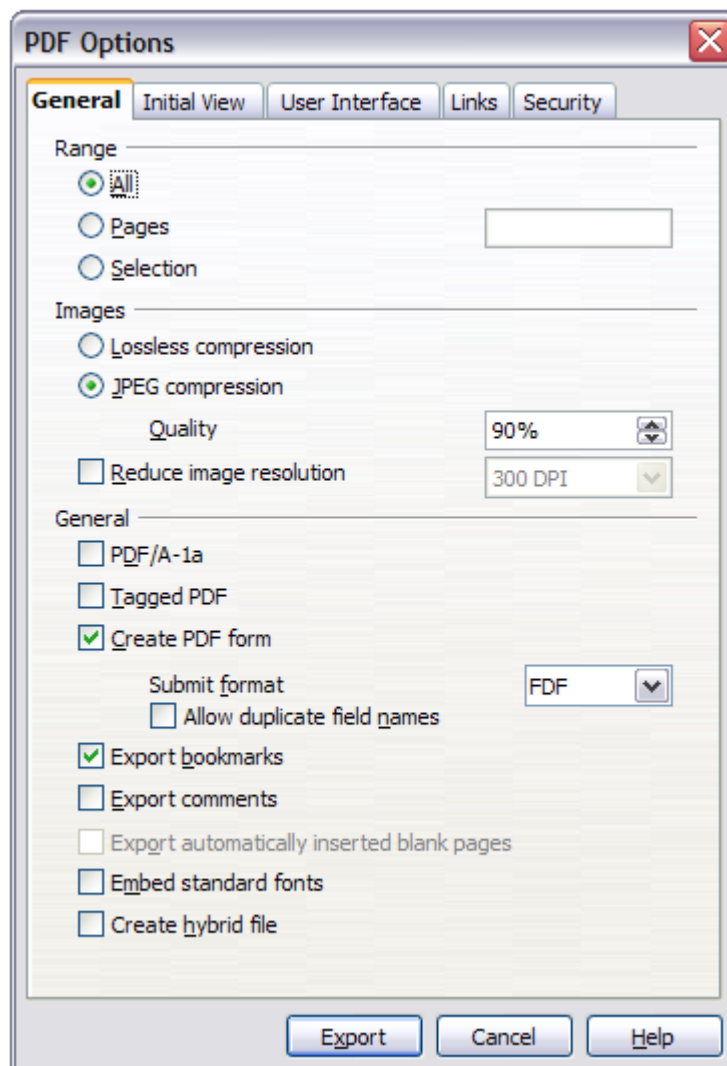 PDF Options
General Initial View User Interface Links Security
Range
All
Pages
Selection
Images
Lossless compression
JPEG compression
Quality 90%
Reduce image resolution 300 DPI
General
PDF/A-1a
Tagged PDF
Create PDF form
Submit format FDF
Allow duplicate field names
Export bookmarks
Export comments
Export automatically inserted blank pages
Embed standard fonts
Create hybrid file
Export Cancel Help